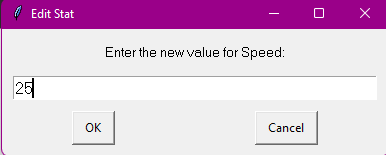 Edit Stat
Enter the new value for Speed:
25
OK Cancel